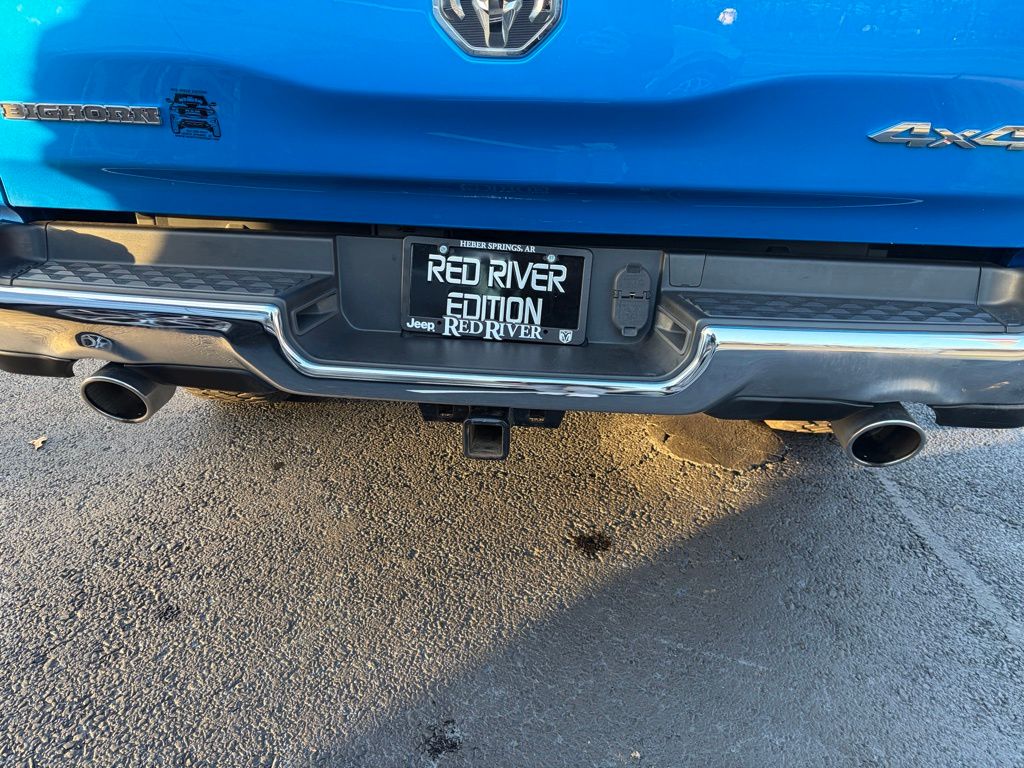 BIGHORN
4x4
HEBER SPRINGS, AR
RED RIVER
EDITION
Jeep
RED RIVER